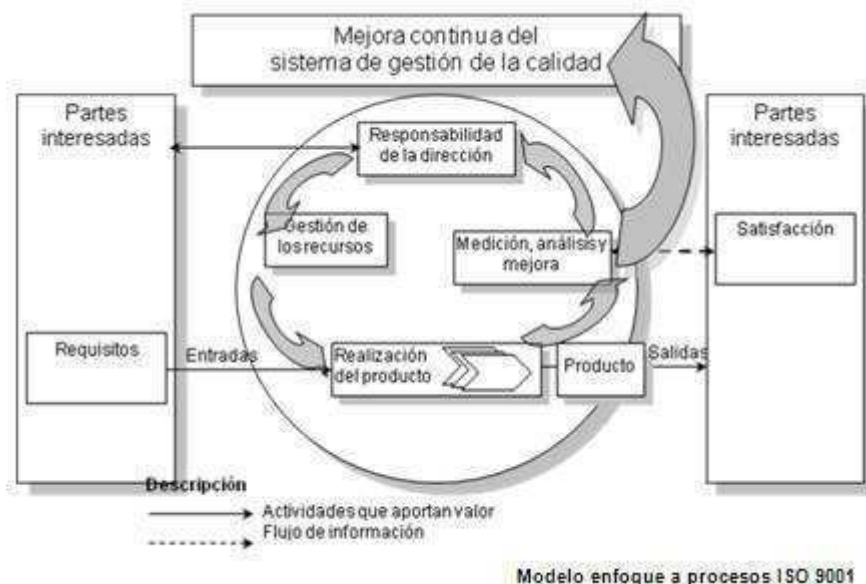 Mejora continua del
sistema de gestión de la calidad
Partes
interesadas
Responsabilidad
de la dirección
Partes
interesadas
Gestión de
los recursos
Medición, análisis y
mejora
Satisfacción
Requisitos
Entradas
Realización
del producto
Producto
Salidas
Descripción
Actividades que aportan valor
Flujo de información
Modelo enfoque a procesos ISO 9001